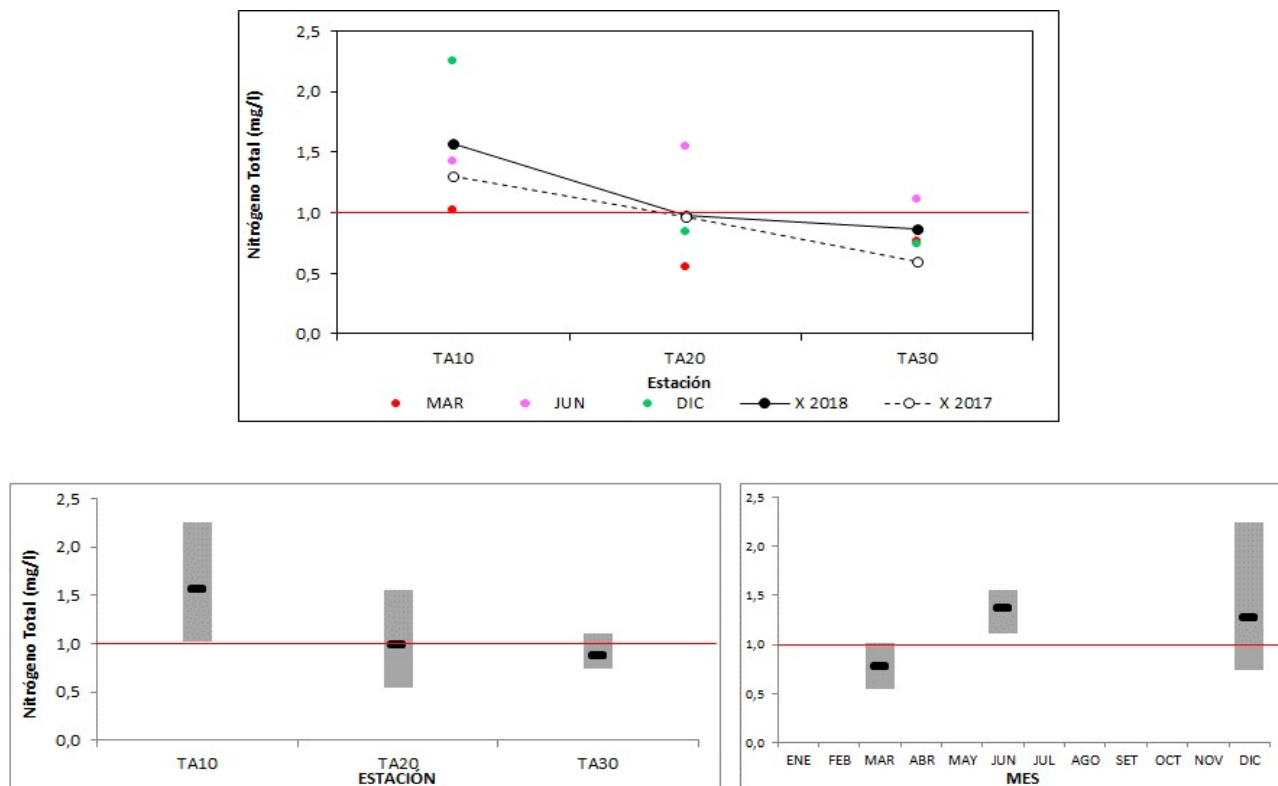 Nitrógeno Total (mg/l)
2,5
2,0
1,5
1,0
0,5
0,0
TA10 TA20 TA30
Estación
MAR JUN DIC X 2018 X 2017
Nitrógeno Total (mg/l)
2,5
2,0
1,5
1,0
0,5
0,0
TA10 TA20 TA30
ESTACIÓN
2,5
2,0
1,5
1,0
0,5
0,0
ENE FEB MAR ABR MAY JUN JUL AGO SET OCT NOV DIC
MES